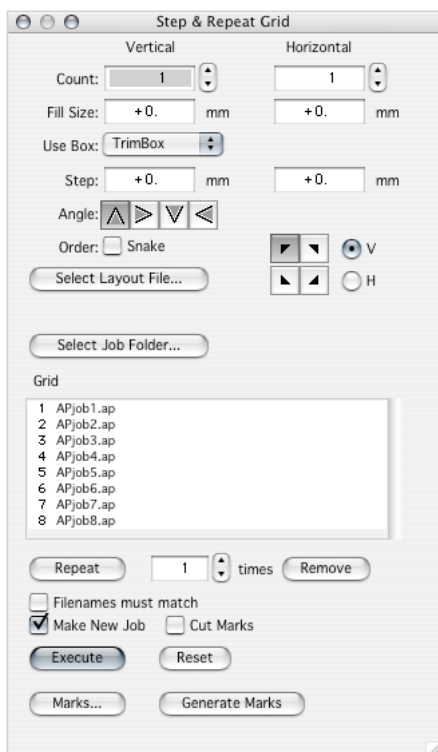 Step & Repeat Grid
Vertical Horizontal
Count: 1 1
Fill Size: +0. mm +0. mm
Use Box: TrimBox
Step: +0. mm +0. mm
Angle:
Order: Snake V
Select Layout File... H
Select Job Folder...
Grid
1 APjob1.ap
2 APjob2.ap
3 APjob3.ap
4 APjob4.ap
5 APjob5.ap
6 APjob6.ap
7 APjob7.ap
8 APjob8.ap
Repeat 1 times Remove
Filenames must match
Make New Job Cut Marks
Execute Reset
Marks... Generate Marks